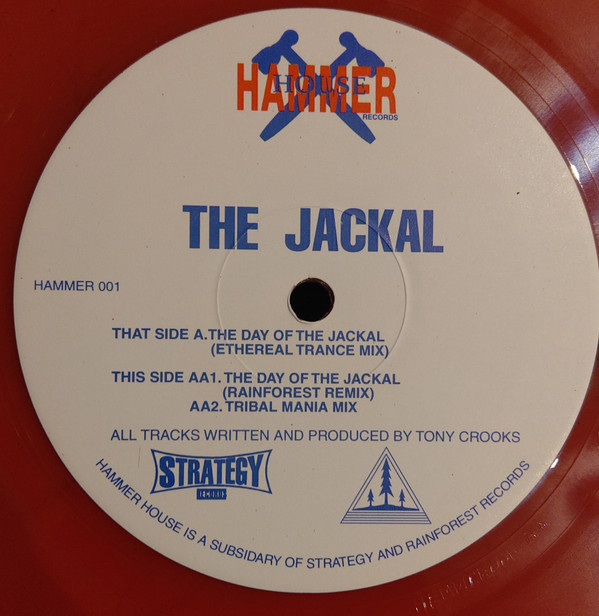 HOUSE
HAMMER
RECORDS
THE JACKAL
HAMMER 001
THAT SIDE A.THE DAY OF THE JACKAL
(ETHEREAL TRANCE MIX)
THIS SIDE AA1.THE DAY OF THE JACKAL
(RAINFOREST REMIX)
AA2.TRIBAL MANIA MIX
ALL TRACKS WRITTEN AND PRODUCED BY TONY CROOKS
STRATEGY
RECORDS
HAMMER HOUSE IS A SUBSIDARY OF STRATEGY AND RAINFOREST RECORDS